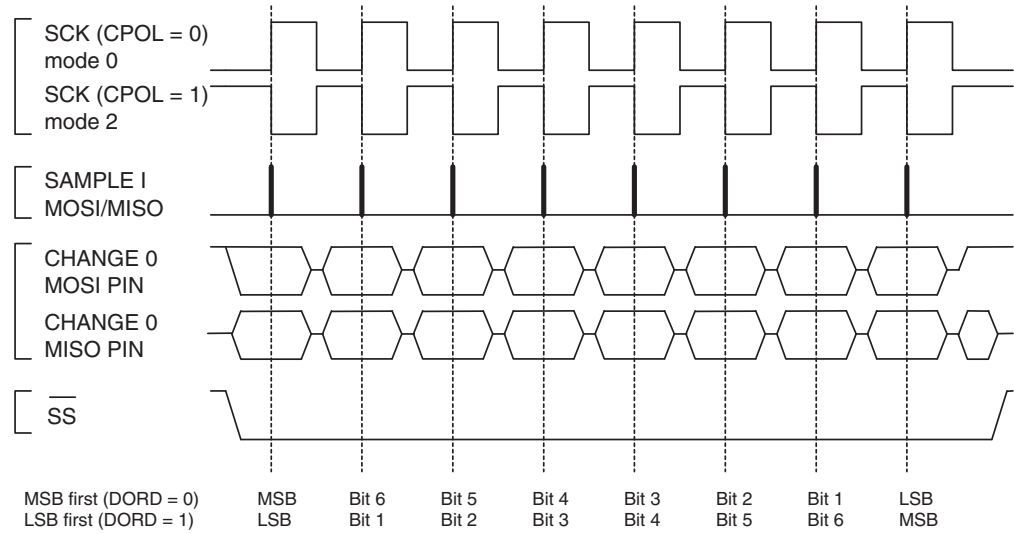 SCK (CPOL = 0)
mode 0
SCK (CPOL = 1)
mode 2
SAMPLE I
MOSI/MISO
CHANGE 0
MOSI PIN
CHANGE 0
MISO PIN
SS
MSB first (DORD = 0) MSB Bit 6 Bit 5 Bit 4 Bit 3 Bit 2 Bit 1 LSB
LSB first (DORD = 1) LSB Bit 1 Bit 2 Bit 3 Bit 4 Bit 5 Bit 6 MSB